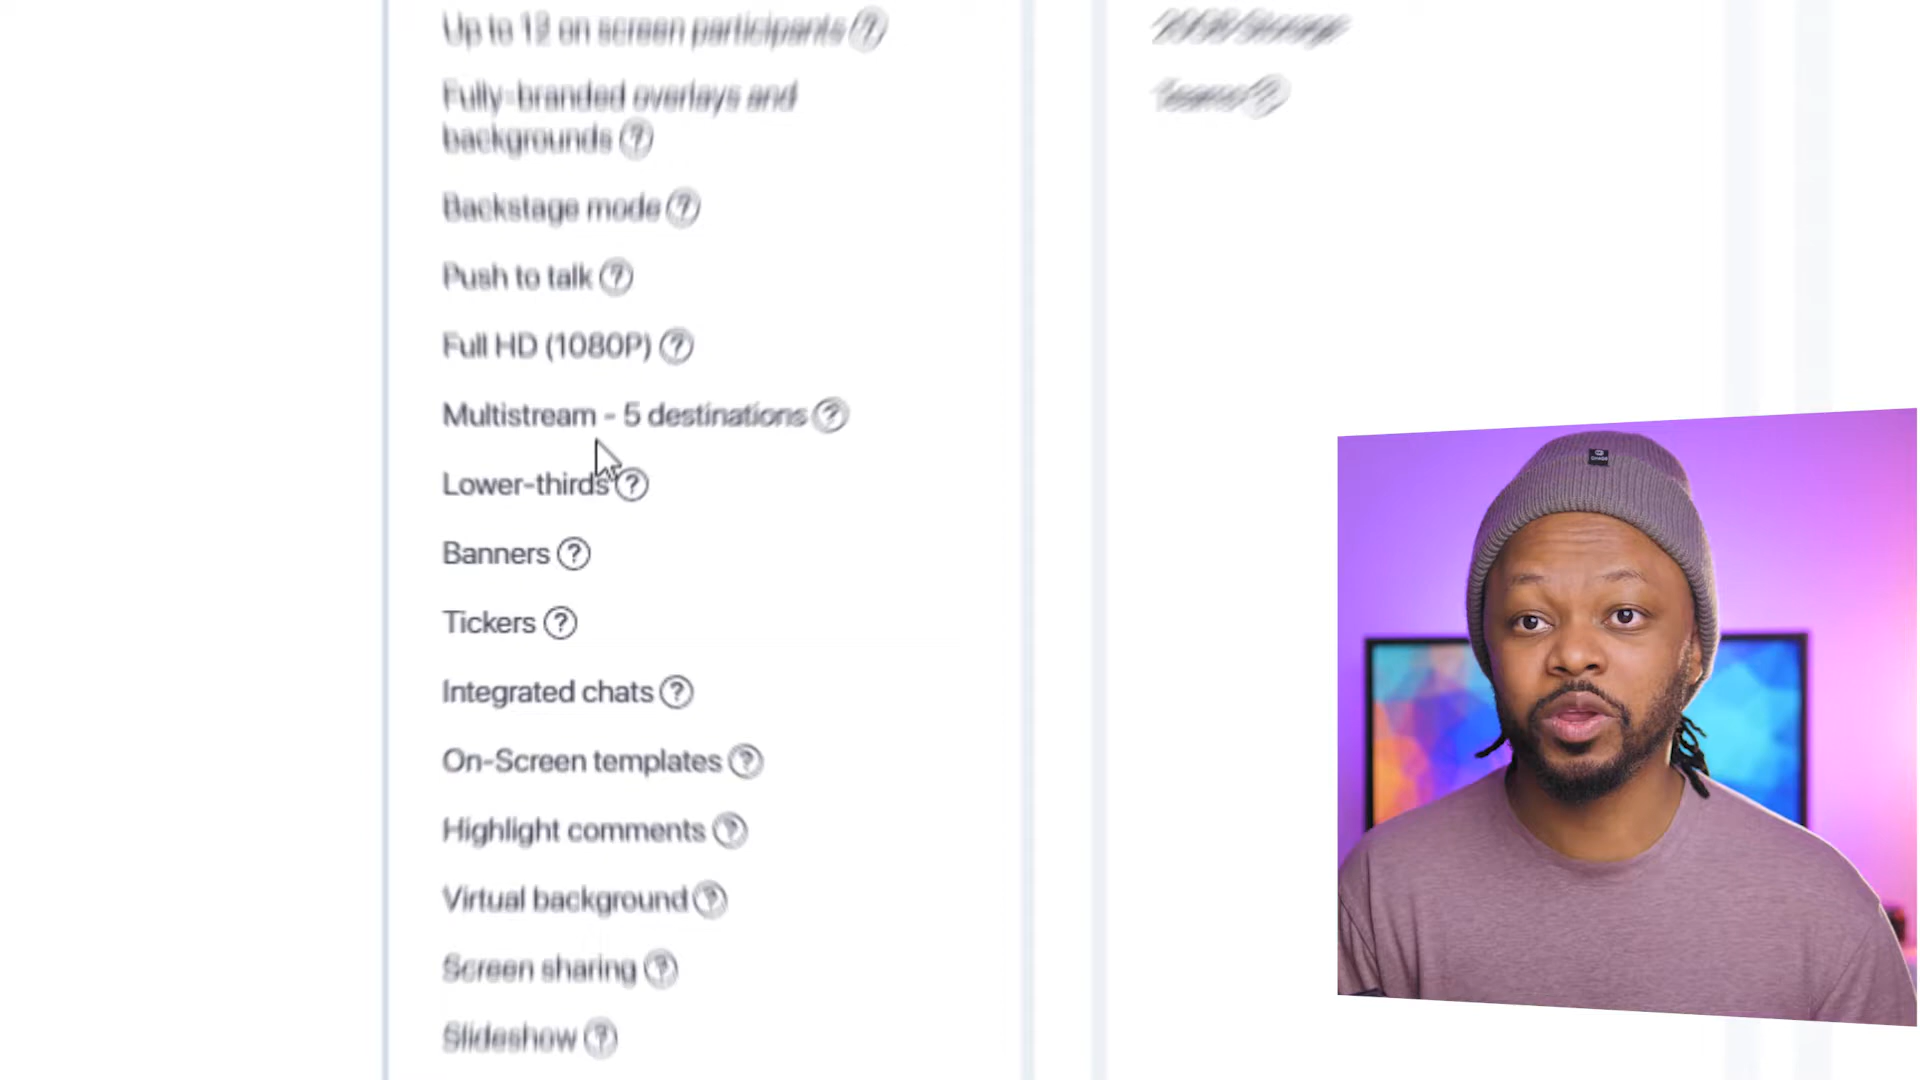 Up to 12 on screen participants ?
Fully-branded overlays and
backgrounds ?
Backstage mode ?
Push to talk ?
Full HD (1080P) ?
Multistream - 5 destinations ?
Lower-thirds ?
Banners ?
Tickers ?
Integrated chats ?
On-Screen templates ?
Highlight comments ?
Virtual background ?
Screen sharing ?
Slideshow ?
Storage
Teams ?